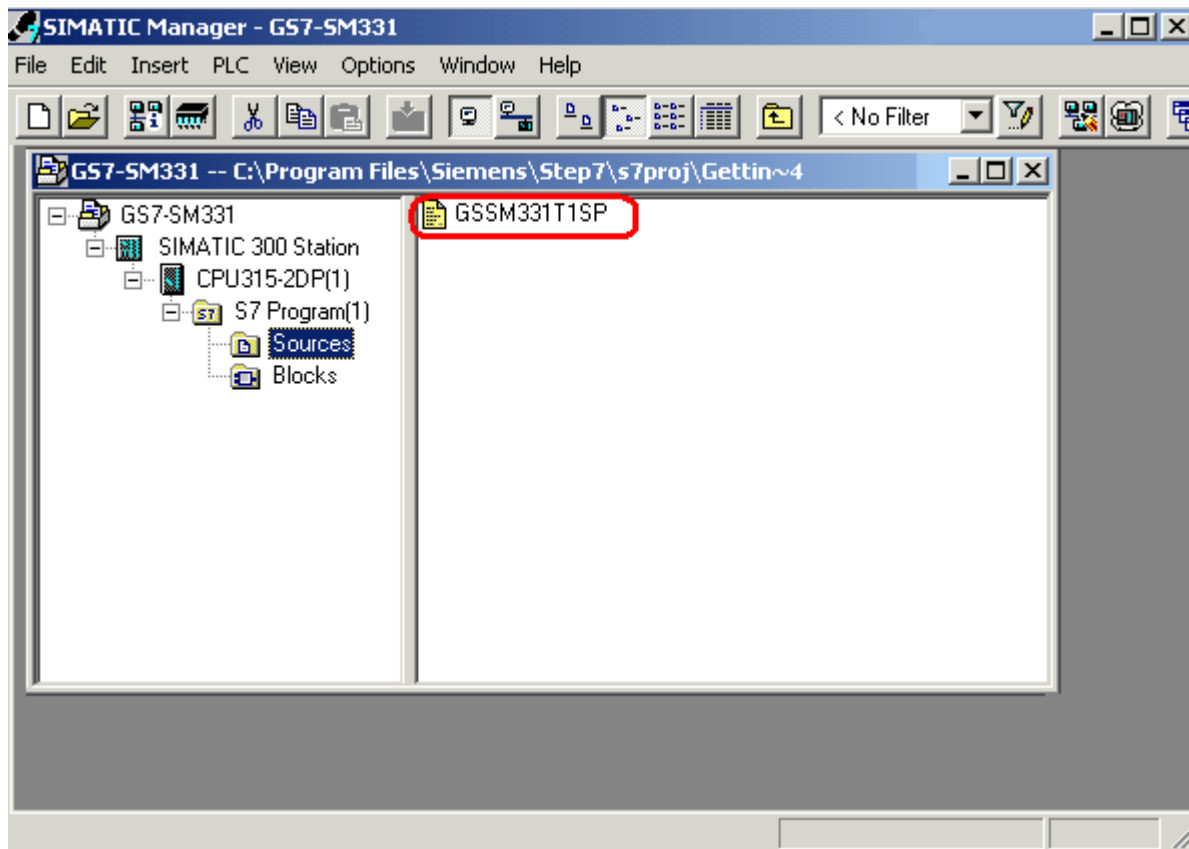 SIMATIC Manager - GS7-SM331
File Edit Insert PLC View Options Window Help
< No Filter
GS7-SM331 -- C:\Program Files\Siemens\Step7\s7proj\Gettin~4
GS7-SM331
GSSM331T1SP
SIMATIC 300 Station
CPU315-2DP(1)
S7 Program(1)
Sources
Blocks